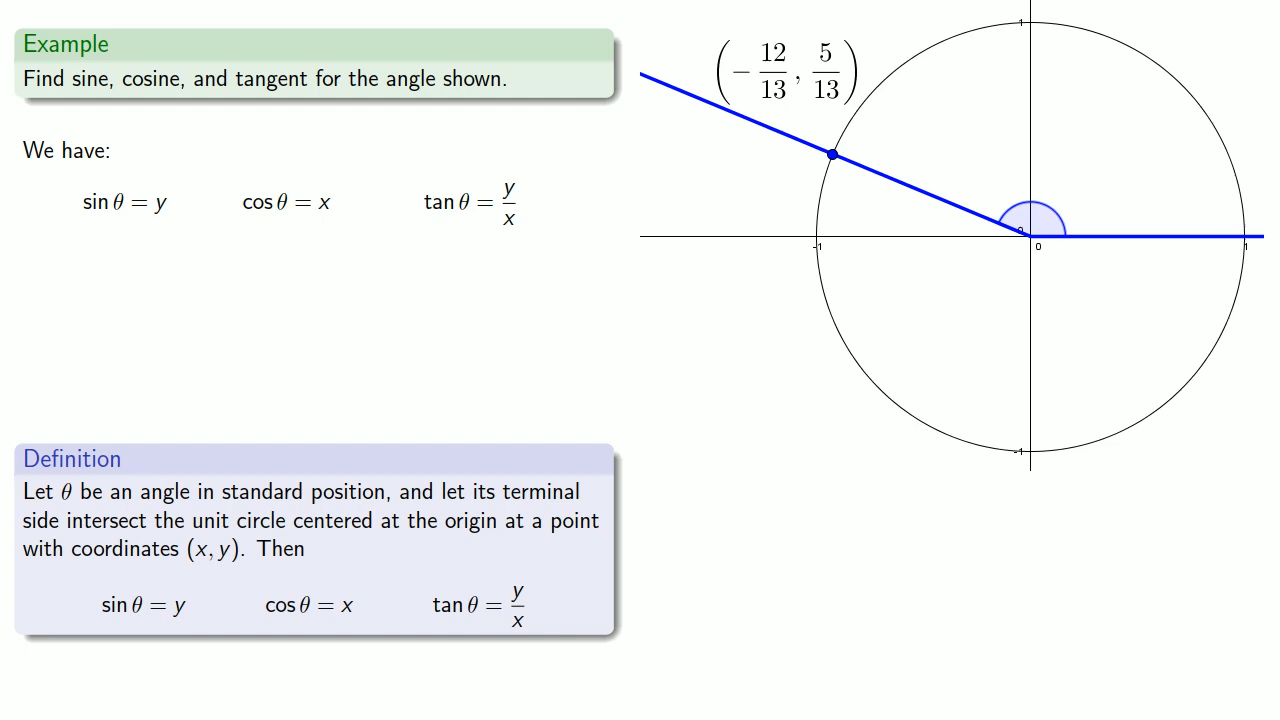 Example
Find sine, cosine, and tangent for the angle shown.
We have:
sin θ = y cos θ = x tan θ = y/x
Definition
Let θ be an angle in standard position, and let its terminal
side intersect the unit circle centered at the origin at a point
with coordinates (x, y). Then
sin θ = y cos θ = x tan θ = y/x
(− 12/13 , 5/13)
1
-1
0
0
1
-1